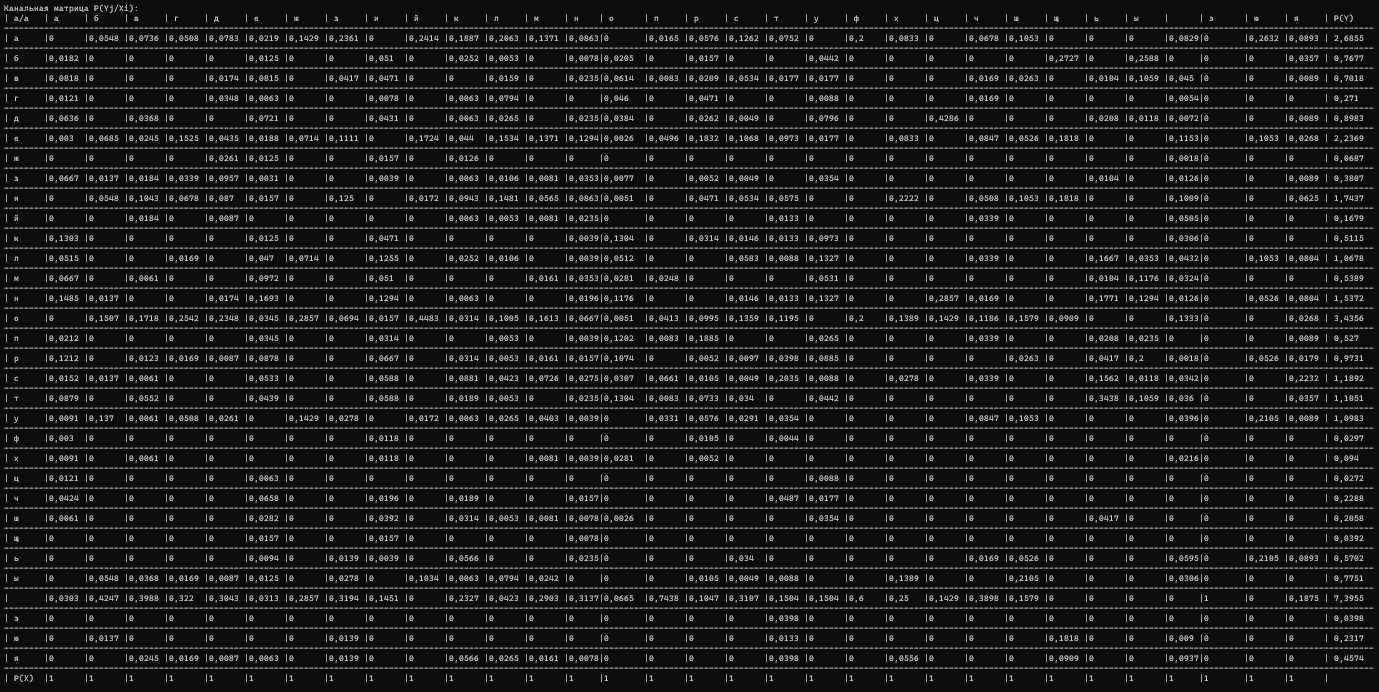 Канальная матрица P(Yj/Xi):
| а/а | а | б | в | г | д | е | ж | з | и | й | к | л | м | н | о | п | р | с | т | у | ф | х | ц | ч | ш | щ | ь | ы | | э | ю | я | P(Y)
| а |0 |0,0548 |0,0736 |0,0508 |0,0783 |0,0219 |0,1429 |0,2361 |0 |0,2414 |0,1887 |0,2063 |0,1371 |0,0863|0 |0,0165 |0,0576 |0,1262 |0,0752 |0 |0,2 |0,0833 |0 |0,0678 |0,1053 |0 |0 |0 |0,0829|0 |0,2632 |0,0893 | 2,6855
| б |0,0182 |0 |0 |0 |0 |0,0125 |0 |0 |0,051 |0 |0,0252 |0,0053 |0 |0,0078|0,0205 |0 |0,0157 |0 |0 |0,0442 |0 |0 |0 |0 |0 |0,2727 |0 |0,2588 |0 |0 |0 |0,0357 | 0,7677
| в |0,0818 |0 |0 |0 |0,0174 |0,0815 |0 |0,0417 |0,0471 |0 |0 |0,0159 |0 |0,0235|0,0614 |0,0083 |0,0209 |0,0534 |0,0177 |0,0177 |0 |0 |0 |0,0169 |0,0263 |0 |0,0104 |0,1059 |0,045 |0 |0 |0,0089 | 0,7018
| г |0,0121 |0 |0 |0 |0,0348 |0,0063 |0 |0 |0,0078 |0 |0,0063 |0,0794 |0 |0 |0,046 |0 |0,0471 |0 |0 |0,0088 |0 |0 |0 |0,0169 |0 |0 |0 |0 |0,0054|0 |0 |0 | 0,271
| д |0,0636 |0 |0,0368 |0 |0 |0,0721 |0 |0 |0,0431 |0 |0,0063 |0,0265 |0 |0,0235|0,0384 |0 |0,0262 |0,0049 |0 |0,0796 |0 |0 |0,4286 |0 |0 |0 |0,0208 |0,0118 |0,0072|0 |0 |0,0089 | 0,8983
| е |0,003 |0,0685 |0,0245 |0,1525 |0,0435 |0,0188 |0,0714 |0,1111 |0 |0,1724 |0,044 |0,1534 |0,1371 |0,1294|0,0026 |0,0496 |0,1832 |0,1068 |0,0973 |0,0177 |0 |0,0833 |0 |0,0847 |0,0526 |0,1818 |0 |0 |0,1153|0 |0,1053 |0,0268 | 2,2369
| ж |0 |0 |0 |0 |0,0261 |0,0125 |0 |0 |0,0157 |0 |0,0126 |0 |0 |0 |0 |0 |0 |0 |0 |0 |0 |0 |0 |0 |0 |0 |0 |0 |0,0018|0 |0 |0 | 0,0687
| з |0,0667 |0,0137 |0,0184 |0,0339 |0,0957 |0,0031 |0 |0 |0,0039 |0 |0,0063 |0,0106 |0,0081 |0,0353|0,0077 |0 |0,0052 |0,0049 |0 |0,0354 |0 |0 |0 |0 |0 |0 |0,0104 |0 |0,0126|0 |0 |0,0089 | 0,3807
| и |0 |0,0548 |0,1043 |0,0678 |0,087 |0,0157 |0 |0,125 |0 |0,0172 |0,0943 |0,1481 |0,0565 |0,0863|0,0051 |0 |0,0471 |0,0534 |0,0575 |0 |0 |0,2222 |0 |0,0508 |0,1053 |0,1818 |0 |0 |0,1009|0 |0 |0,0625 | 1,7437
| й |0 |0 |0,0184 |0 |0,0087 |0 |0 |0 |0 |0 |0,0063 |0,0053 |0,0081 |0,0235|0 |0 |0 |0 |0,0133 |0 |0 |0 |0 |0,0339 |0 |0 |0 |0 |0,0505|0 |0 |0 | 0,1679
| к |0,1303 |0 |0 |0 |0 |0,0125 |0 |0 |0,0471 |0 |0 |0 |0 |0,0039|0,1304 |0 |0,0314 |0,0146 |0,0133 |0,0973 |0 |0 |0 |0 |0 |0 |0 |0 |0,0306|0 |0 |0 | 0,5115
| л |0,0515 |0 |0 |0,0169 |0 |0,047 |0,0714 |0 |0,1255 |0 |0,0252 |0,0106 |0 |0,0039|0,0512 |0 |0 |0,0583 |0,0088 |0,1327 |0 |0 |0 |0,0339 |0 |0 |0,1667 |0,0353 |0,0432|0 |0,1053 |0,0804 | 1,0678
| м |0,0667 |0 |0,0061 |0 |0 |0,0972 |0 |0 |0,051 |0 |0 |0 |0,0161 |0,0353|0,0281 |0,0248 |0 |0 |0 |0,0531 |0 |0 |0 |0 |0 |0 |0,0104 |0,1176 |0,0324|0 |0 |0 | 0,5389
| н |0,1485 |0,0137 |0 |0 |0,0174 |0,1693 |0 |0 |0,1294 |0 |0,0063 |0 |0 |0,0196|0,1176 |0 |0 |0,0146 |0,0133 |0,1327 |0 |0 |0,2857 |0,0169 |0 |0 |0,1771 |0,1294 |0,0126|0 |0,0526 |0,0804 | 1,5372
| о |0 |0,1507 |0,1718 |0,2542 |0,2348 |0,0345 |0,2857 |0,0694 |0,0157 |0,4483 |0,0314 |0,1005 |0,1613 |0,0667|0,0051 |0,0413 |0,0995 |0,1359 |0,1195 |0 |0,2 |0,1389 |0,1429 |0,1186 |0,1579 |0,0909 |0 |0 |0,1333|0 |0 |0,0268 | 3,4356
| п |0,0212 |0 |0 |0 |0 |0,0345 |0 |0 |0,0314 |0 |0 |0,0053 |0 |0,0039|0,1202 |0,0083 |0,1885 |0 |0 |0,0265 |0 |0 |0 |0,0339 |0 |0 |0,0208 |0,0235 |0 |0 |0 |0,0089 | 0,527
| р |0,1212 |0 |0,0123 |0,0169 |0,0087 |0,0878 |0 |0 |0,0667 |0 |0,0314 |0,0053 |0,0161 |0,0157|0,1074 |0 |0,0052 |0,0097 |0,0398 |0,0885 |0 |0 |0 |0 |0,0263 |0 |0,0417 |0,2 |0,0018|0 |0,0526 |0,0179 | 0,9731
| с |0,0152 |0,0137 |0,0061 |0 |0 |0,0533 |0 |0 |0,0588 |0 |0,0881 |0,0423 |0,0726 |0,0275|0,0307 |0,0661 |0,0105 |0,0049 |0,2035 |0,0088 |0 |0,0278 |0 |0,0339 |0 |0 |0,1562 |0,0118 |0,0342|0 |0 |0,2232 | 1,1892
| т |0,0879 |0 |0,0552 |0 |0 |0,0439 |0 |0 |0,0588 |0 |0,0189 |0,0053 |0 |0,0235|0,1304 |0,0083 |0,0733 |0,034 |0 |0,0442 |0 |0 |0 |0 |0 |0 |0,3438 |0,1059 |0,036 |0 |0 |0,0357 | 1,1051
| у |0,0091 |0,137 |0,0061 |0,0508 |0,0261 |0 |0,1429 |0,0278 |0 |0,0172 |0,0063 |0,0265 |0,0403 |0,0039|0 |0,0331 |0,0576 |0,0291 |0,0354 |0 |0 |0 |0 |0,0847 |0,1053 |0 |0 |0 |0,0396|0 |0,2105 |0,0089 | 1,0983
| ф |0,003 |0 |0 |0 |0 |0 |0 |0 |0,0118 |0 |0 |0 |0 |0 |0 |0 |0,0105 |0 |0,0044 |0 |0 |0 |0 |0 |0 |0 |0 |0 |0 |0 |0 |0 | 0,0297
| х |0,0091 |0 |0,0061 |0 |0 |0 |0 |0 |0,0118 |0 |0 |0 |0,0081 |0,0039|0,0281 |0 |0,0052 |0 |0 |0 |0 |0 |0 |0 |0 |0 |0 |0 |0,0216|0 |0 |0 | 0,094
| ц |0,0121 |0 |0 |0 |0 |0,0063 |0 |0 |0 |0 |0 |0 |0 |0 |0 |0 |0 |0 |0 |0,0088 |0 |0 |0 |0 |0 |0 |0 |0 |0 |0 |0 |0 | 0,0272
| ч |0,0424 |0 |0 |0 |0 |0,0658 |0 |0 |0,0196 |0 |0,0189 |0 |0 |0,0157|0 |0 |0 |0 |0,0487 |0,0177 |0 |0 |0 |0 |0 |0 |0 |0 |0 |0 |0 |0 | 0,2288
| ш |0,0061 |0 |0 |0 |0 |0,0282 |0 |0 |0,0392 |0 |0,0314 |0,0053 |0,0081 |0,0078|0,0026 |0 |0 |0 |0 |0,0354 |0 |0 |0 |0 |0 |0 |0,0417 |0 |0 |0 |0 |0 | 0,2058
| щ |0 |0 |0 |0 |0 |0,0157 |0 |0 |0,0157 |0 |0 |0 |0 |0,0078|0 |0 |0 |0 |0 |0 |0 |0 |0 |0 |0 |0 |0 |0 |0 |0 |0 |0 | 0,0392
| ь |0 |0 |0 |0 |0 |0,0094 |0 |0,0139 |0,0039 |0 |0,0566 |0 |0 |0,0235|0 |0 |0 |0,034 |0 |0 |0 |0 |0 |0,0169 |0,0526 |0 |0 |0 |0,0595|0 |0,2105 |0,0893 | 0,5702
| ы |0 |0,0548 |0,0368 |0,0169 |0,0087 |0,0125 |0 |0,0278 |0 |0,1034 |0,0063 |0,0794 |0,0242 |0 |0 |0 |0,0105 |0,0049 |0,0088 |0 |0 |0,1389 |0 |0 |0,2105 |0 |0 |0 |0,0306|0 |0 |0 | 0,7751
| |0,0303 |0,4247 |0,3988 |0,322 |0,3043 |0,0313 |0,2857 |0,3194 |0,1451 |0 |0,2327 |0,0423 |0,2903 |0,3137|0,0665 |0,7438 |0,1047 |0,3107 |0,1504 |0,1504 |0,6 |0,25 |0,1429 |0,3898 |0,1579 |0 |0 |0 |0 |1 |0 |0,1875 | 7,3955
| э |0 |0 |0 |0 |0 |0 |0 |0 |0 |0 |0 |0 |0 |0 |0 |0 |0 |0 |0,0398 |0 |0 |0 |0 |0 |0 |0 |0 |0 |0 |0 |0 |0 | 0,0398
| ю |0 |0,0137 |0 |0 |0 |0 |0 |0,0139 |0 |0 |0 |0 |0 |0 |0 |0 |0 |0 |0,0133 |0 |0 |0 |0 |0 |0 |0,1818 |0 |0 |0,009 |0 |0 |0 | 0,2317
| я |0 |0 |0,0245 |0,0169 |0,0087 |0,0063 |0 |0,0139 |0 |0 |0,0566 |0,0265 |0,0161 |0,0078|0 |0 |0 |0 |0,0398 |0 |0 |0,0556 |0 |0 |0 |0,0909 |0 |0 |0,0937|0 |0 |0 | 0,4574
| P(X) |1 |1 |1 |1 |1 |1 |1 |1 |1 |1 |1 |1 |1 |1 |1 |1 |1 |1 |1 |1 |1 |1 |1 |1 |1 |1 |1 |1 |1 |1 |1 |1 |